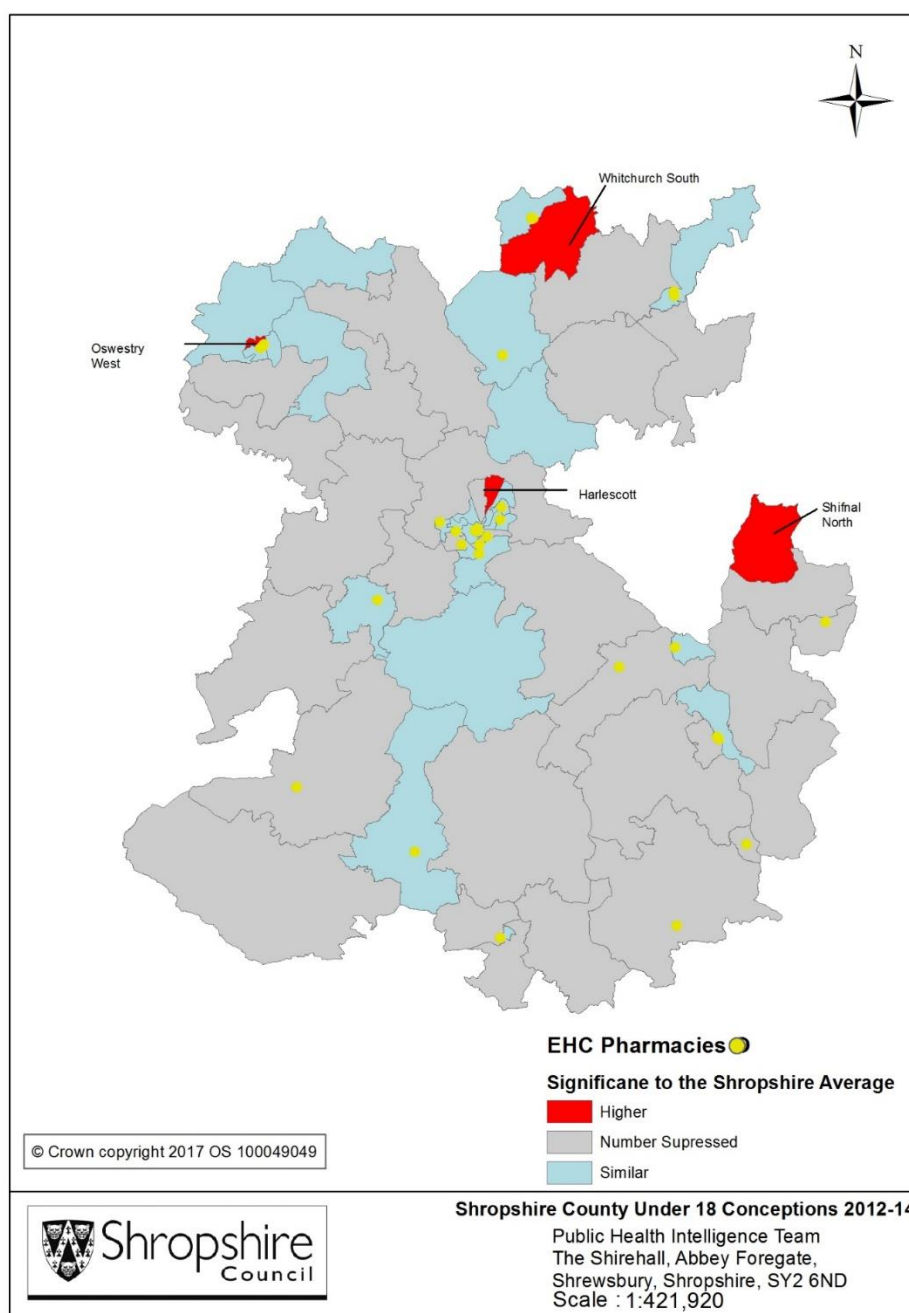 N
Whitchurch South
Oswestry
West
Harlescott
Shifnal
North
EHC Pharmacies
Significane to the Shropshire Average
Higher
Number Supressed
Similar
© Crown copyright 2017 OS 100049049
Shropshire
Council
Shropshire County Under 18 Conceptions 2012-14
Public Health Intelligence Team
The Shirehall, Abbey Foregate,
Shrewsbury, Shropshire, SY2 6ND
Scale : 1:421,920